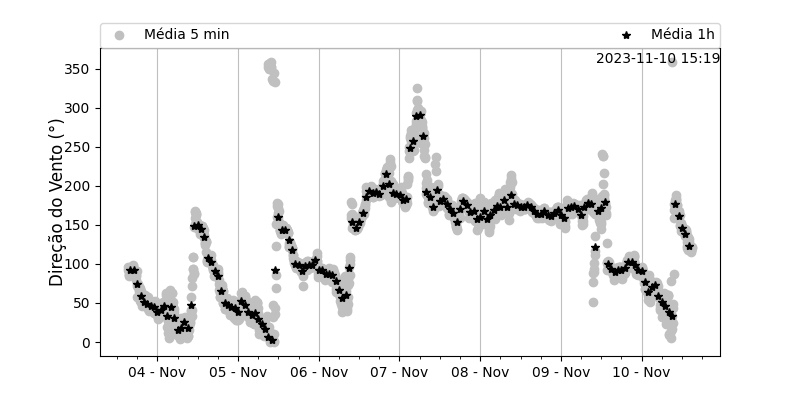 Média 5 min
Média 1h
2023-11-10 15:19
Direção do Vento (°)
350
300
250
200
150
100
50
0
04 - Nov
05 - Nov
06 - Nov
07 - Nov
08 - Nov
09 - Nov
10 - Nov